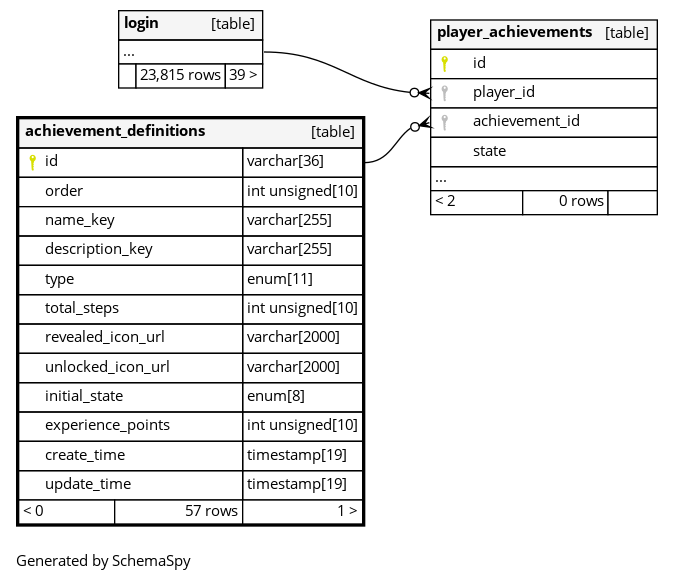 login [table]
...
23,815 rows 39 >
player_achievements [table]
id
player_id
achievement_id
state
...
< 2 0 rows
achievement_definitions [table]
id varchar[36]
order int unsigned[10]
name_key varchar[255]
description_key varchar[255]
type enum[11]
total_steps int unsigned[10]
revealed_icon_url varchar[2000]
unlocked_icon_url varchar[2000]
initial_state enum[8]
experience_points int unsigned[10]
create_time timestamp[19]
update_time timestamp[19]
< 0 57 rows 1 >
Generated by SchemaSpy